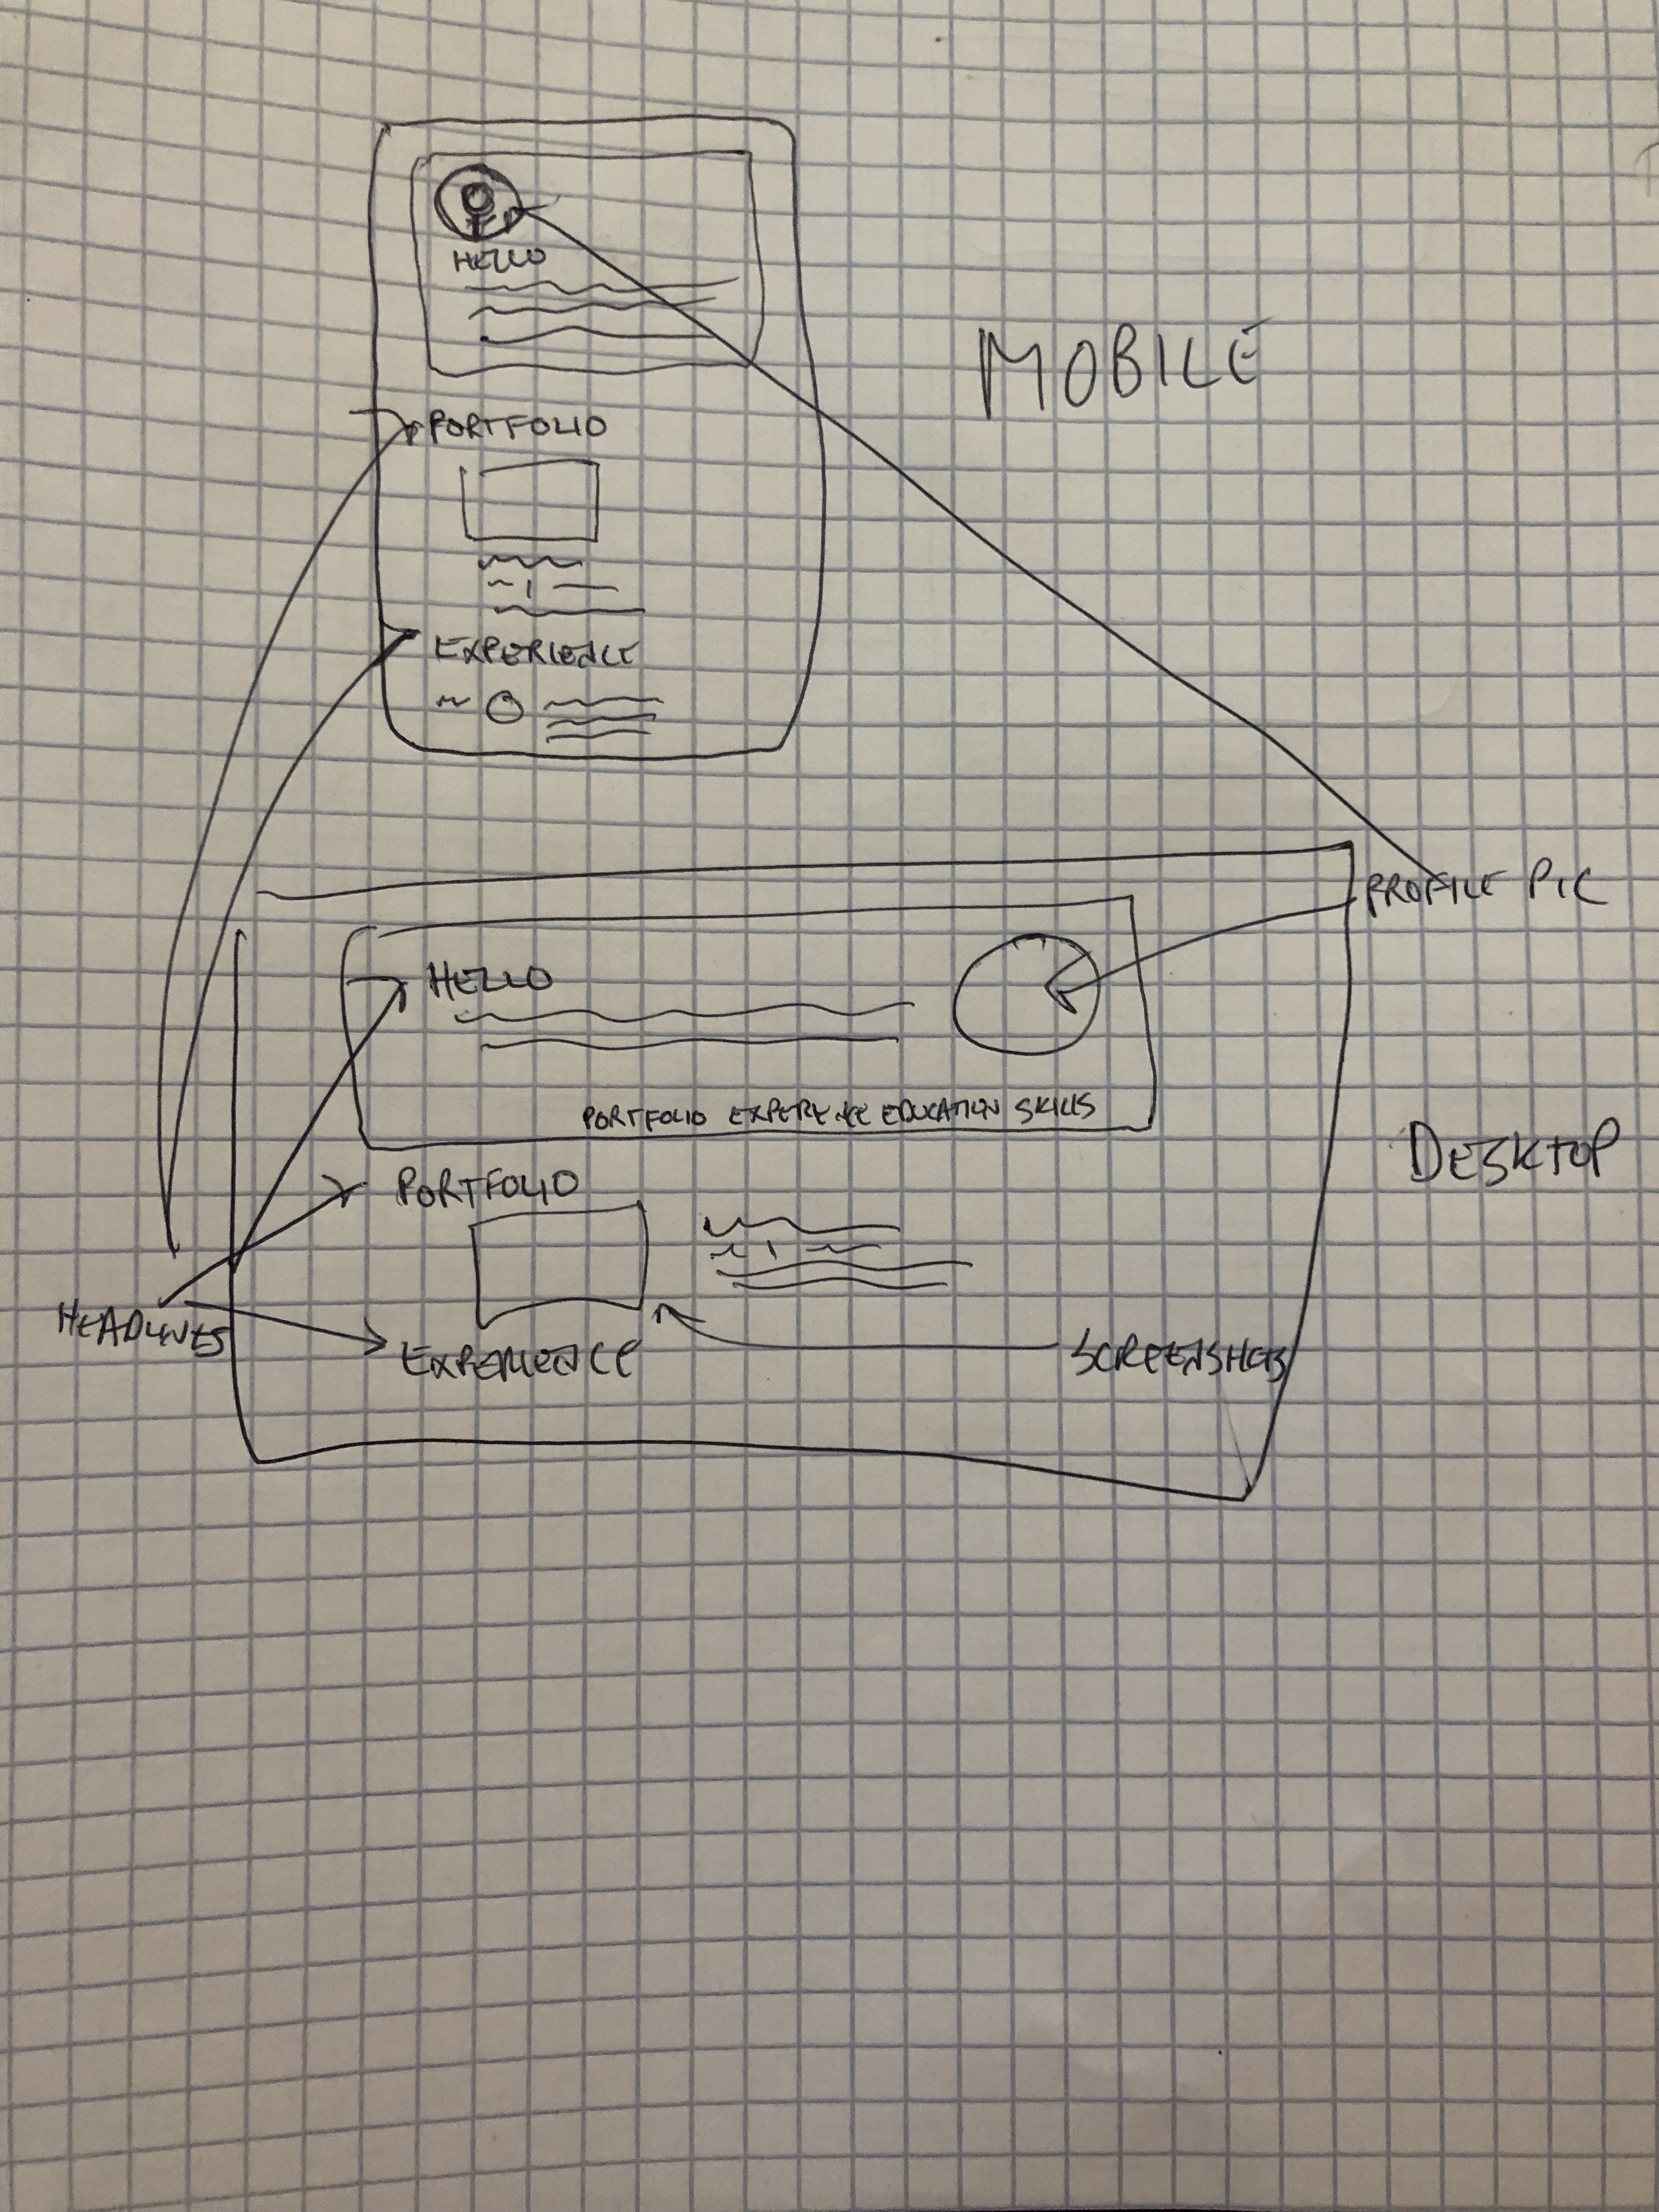 HELLO
MOBILE
PORTFOLIO
EXPERIENCE
PROFILE PIC
HELLO
PORTFOLIO EXPERIENCE EDUCATION SKILLS
DESKTOP
PORTFOLIO
HEADLINES
EXPERIENCE
SCREENSHOTS